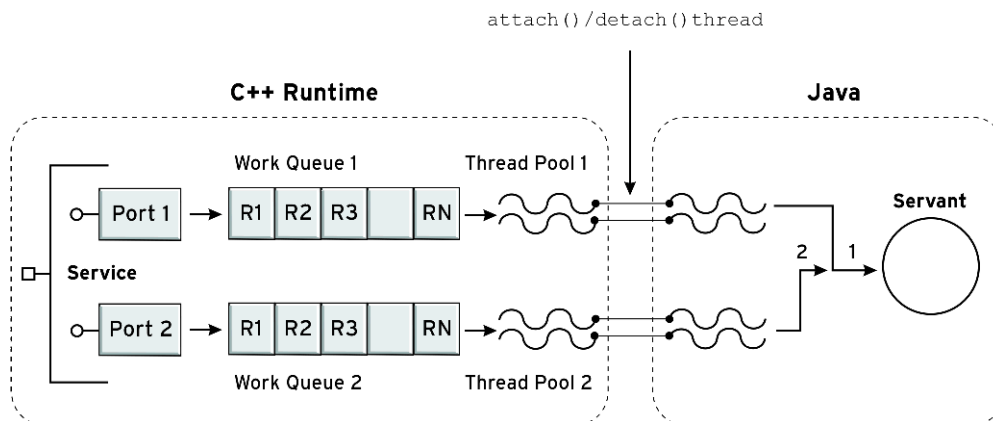 attach()/detach()thread
C++ Runtime
Java
Work Queue 1
Thread Pool 1
Port 1
R1 R2 R3 RN
Servant
2 1
Service
Port 2
R1 R2 R3 RN
Work Queue 2
Thread Pool 2